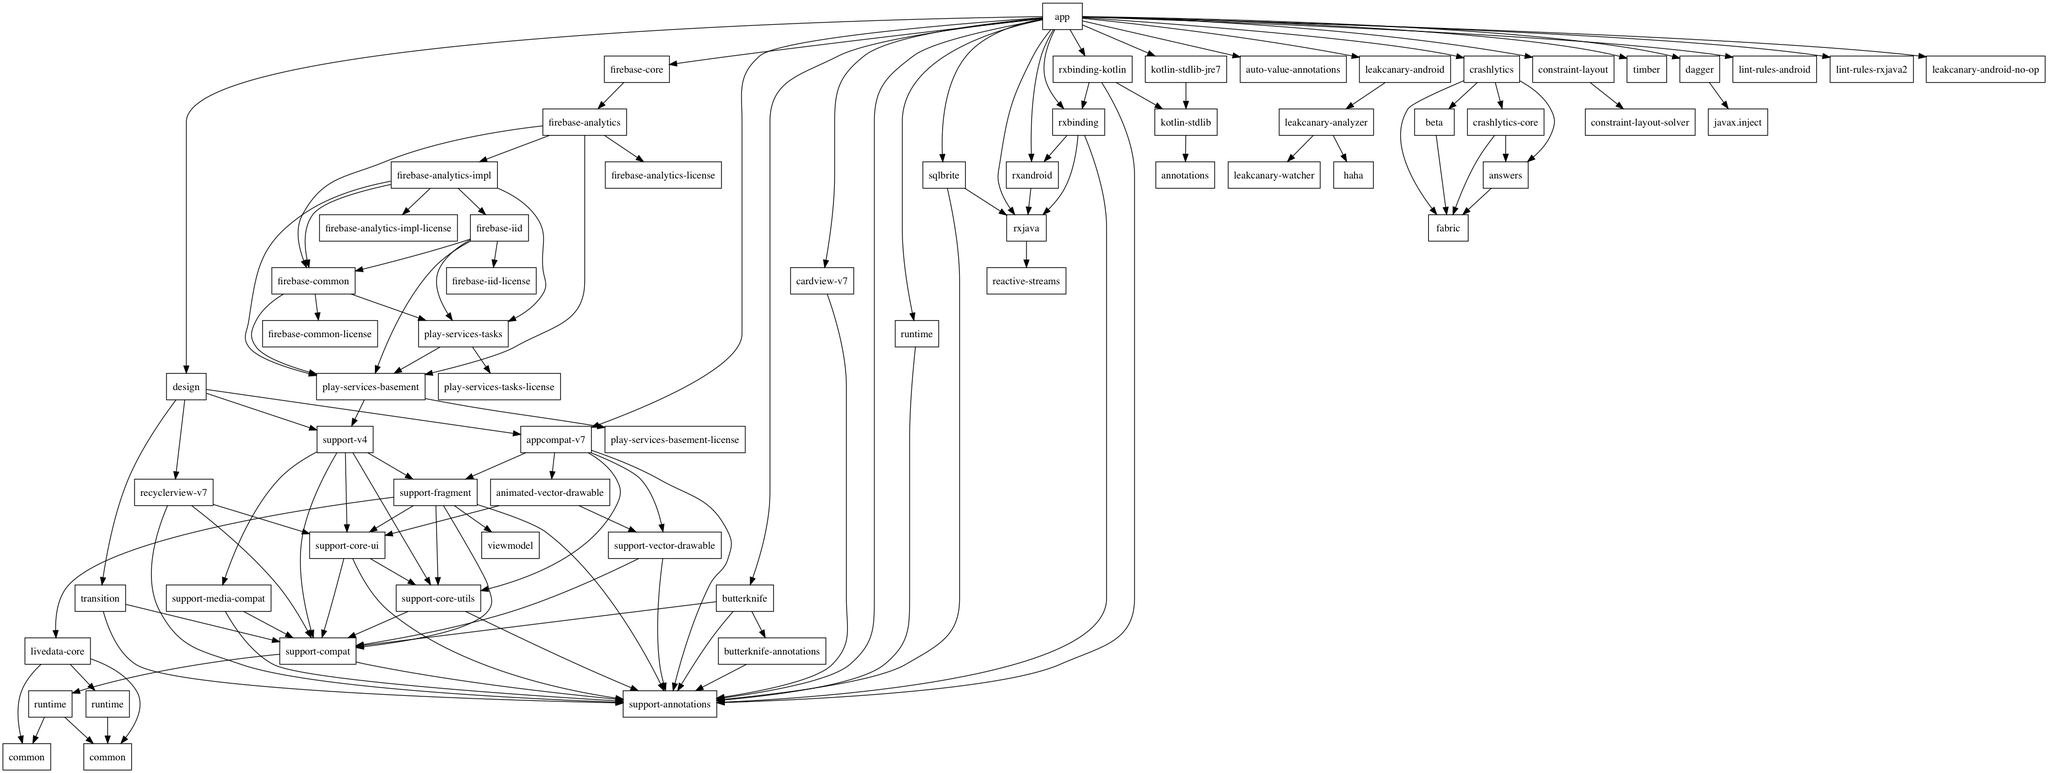 app
firebase-core
rxbinding-kotlin
kotlin-stdlib-jre7
auto-value-annotations
leakcanary-android
crashlytics
constraint-layout
timber
dagger
lint-rules-android
lint-rules-rxjava2
leakcanary-android-no-op
firebase-analytics
rxbinding
kotlin-stdlib
leakcanary-analyzer
beta
crashlytics-core
constraint-layout-solver
javax.inject
firebase-analytics-impl
firebase-analytics-license
sqlbrite
rxandroid
annotations
leakcanary-watcher
haha
answers
firebase-analytics-impl-license
firebase-iid
rxjava
fabric
firebase-common
firebase-iid-license
cardview-v7
reactive-streams
firebase-common-license
play-services-tasks
runtime
design
play-services-basement
play-services-tasks-license
support-v4
appcompat-v7
play-services-basement-license
recyclerview-v7
support-fragment
animated-vector-drawable
support-core-ui
viewmodel
support-vector-drawable
transition
support-media-compat
support-core-utils
butterknife
livedata-core
support-compat
butterknife-annotations
runtime
runtime
support-annotations
common
common